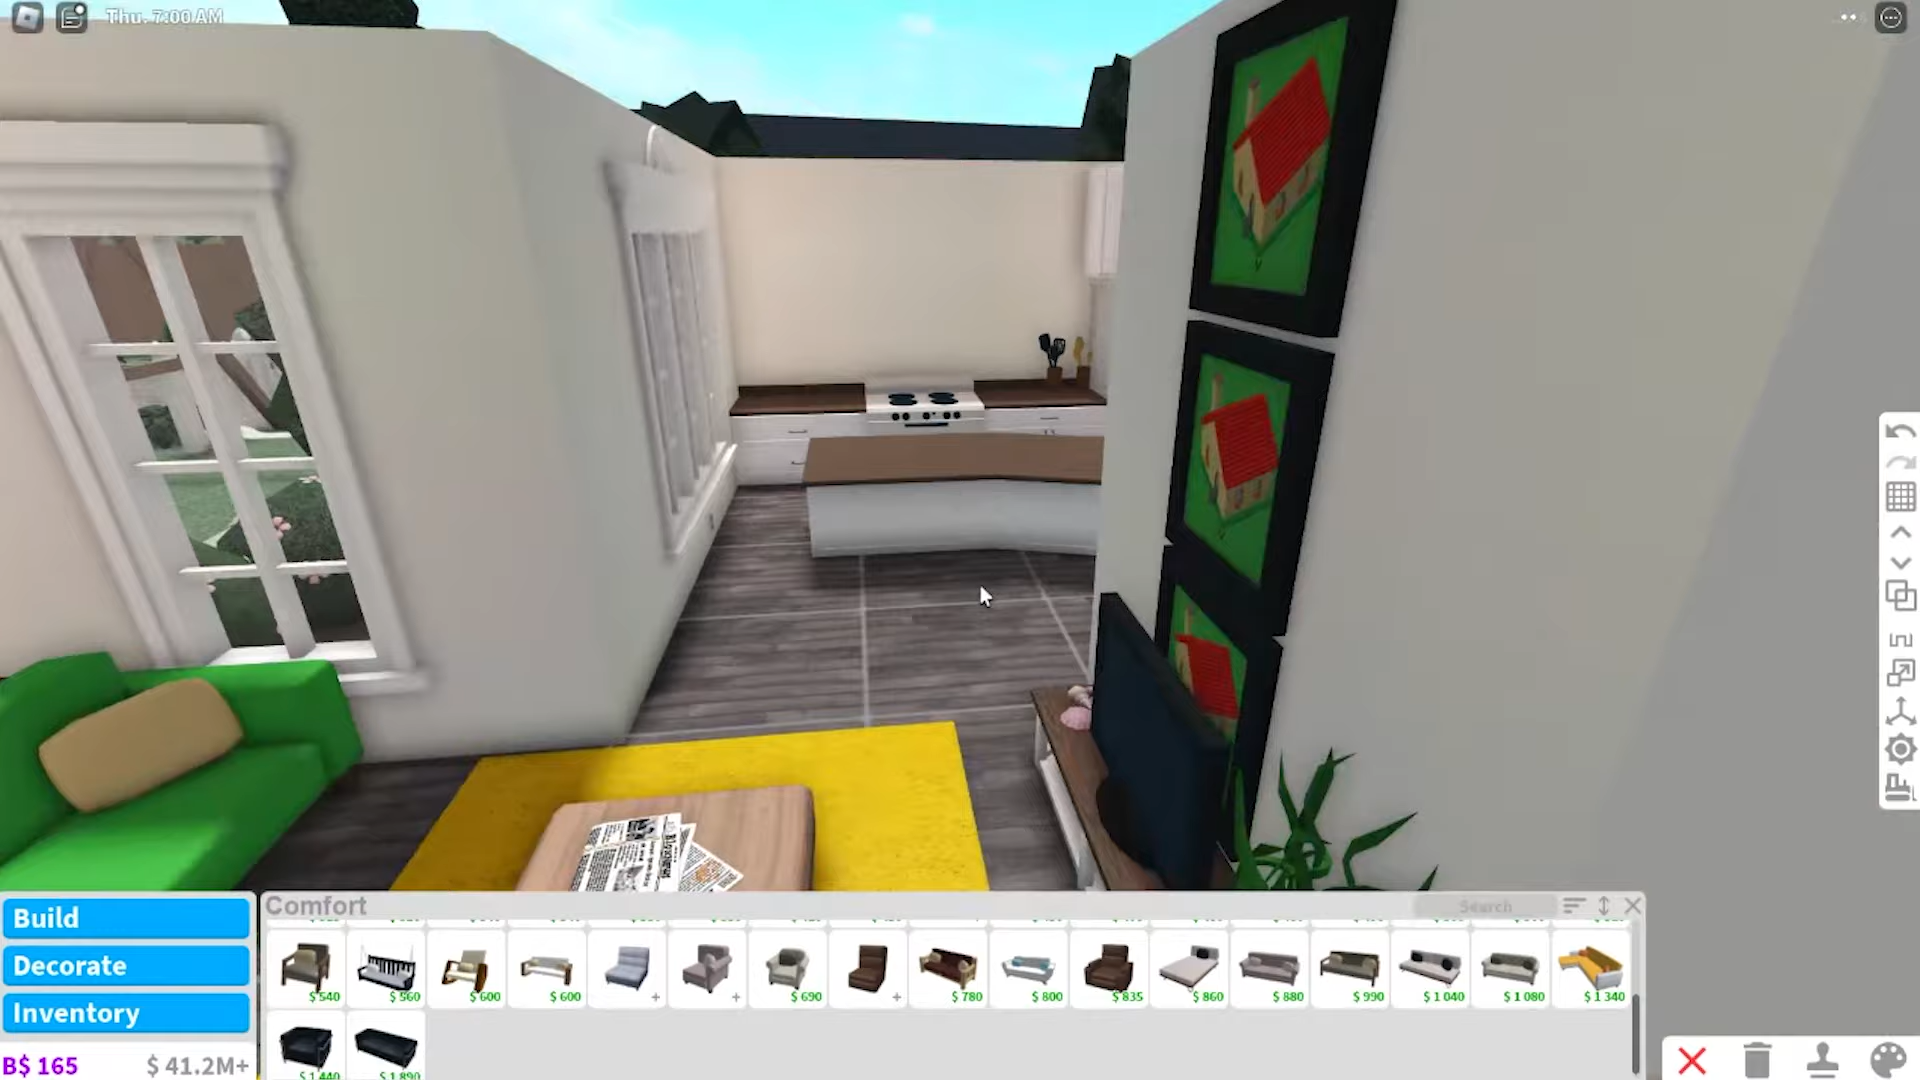 Thu. 7:00 AM
Build
Decorate
Inventory
B$ 165
$ 41.2M+
Comfort
Search
$ 540
$ 560
$ 600
$ 600
+
+
$ 690
+
$ 780
$ 800
$ 835
$ 860
$ 880
$ 990
$ 1 040
$ 1 080
$ 1 340
$ 1 440
$ 1 890